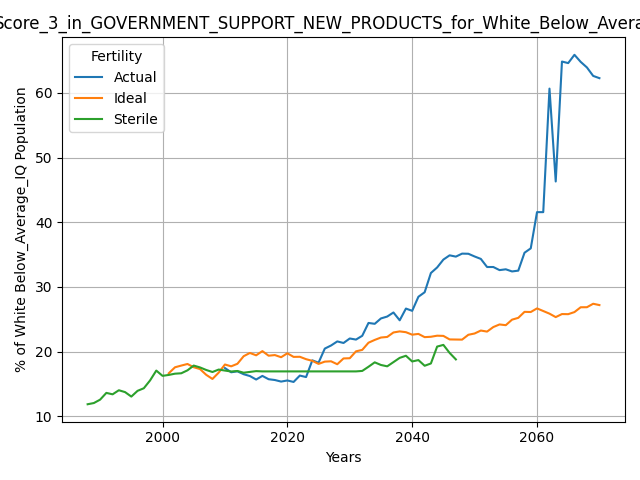 Score_3_in_GOVERNMENT_SUPPORT_NEW_PRODUCTS_for_White_Below_Avera
Fertility
Actual
Ideal
Sterile
% of White Below_Average_IQ Population
60
50
40
30
20
10
2000
2020
2040
2060
Years